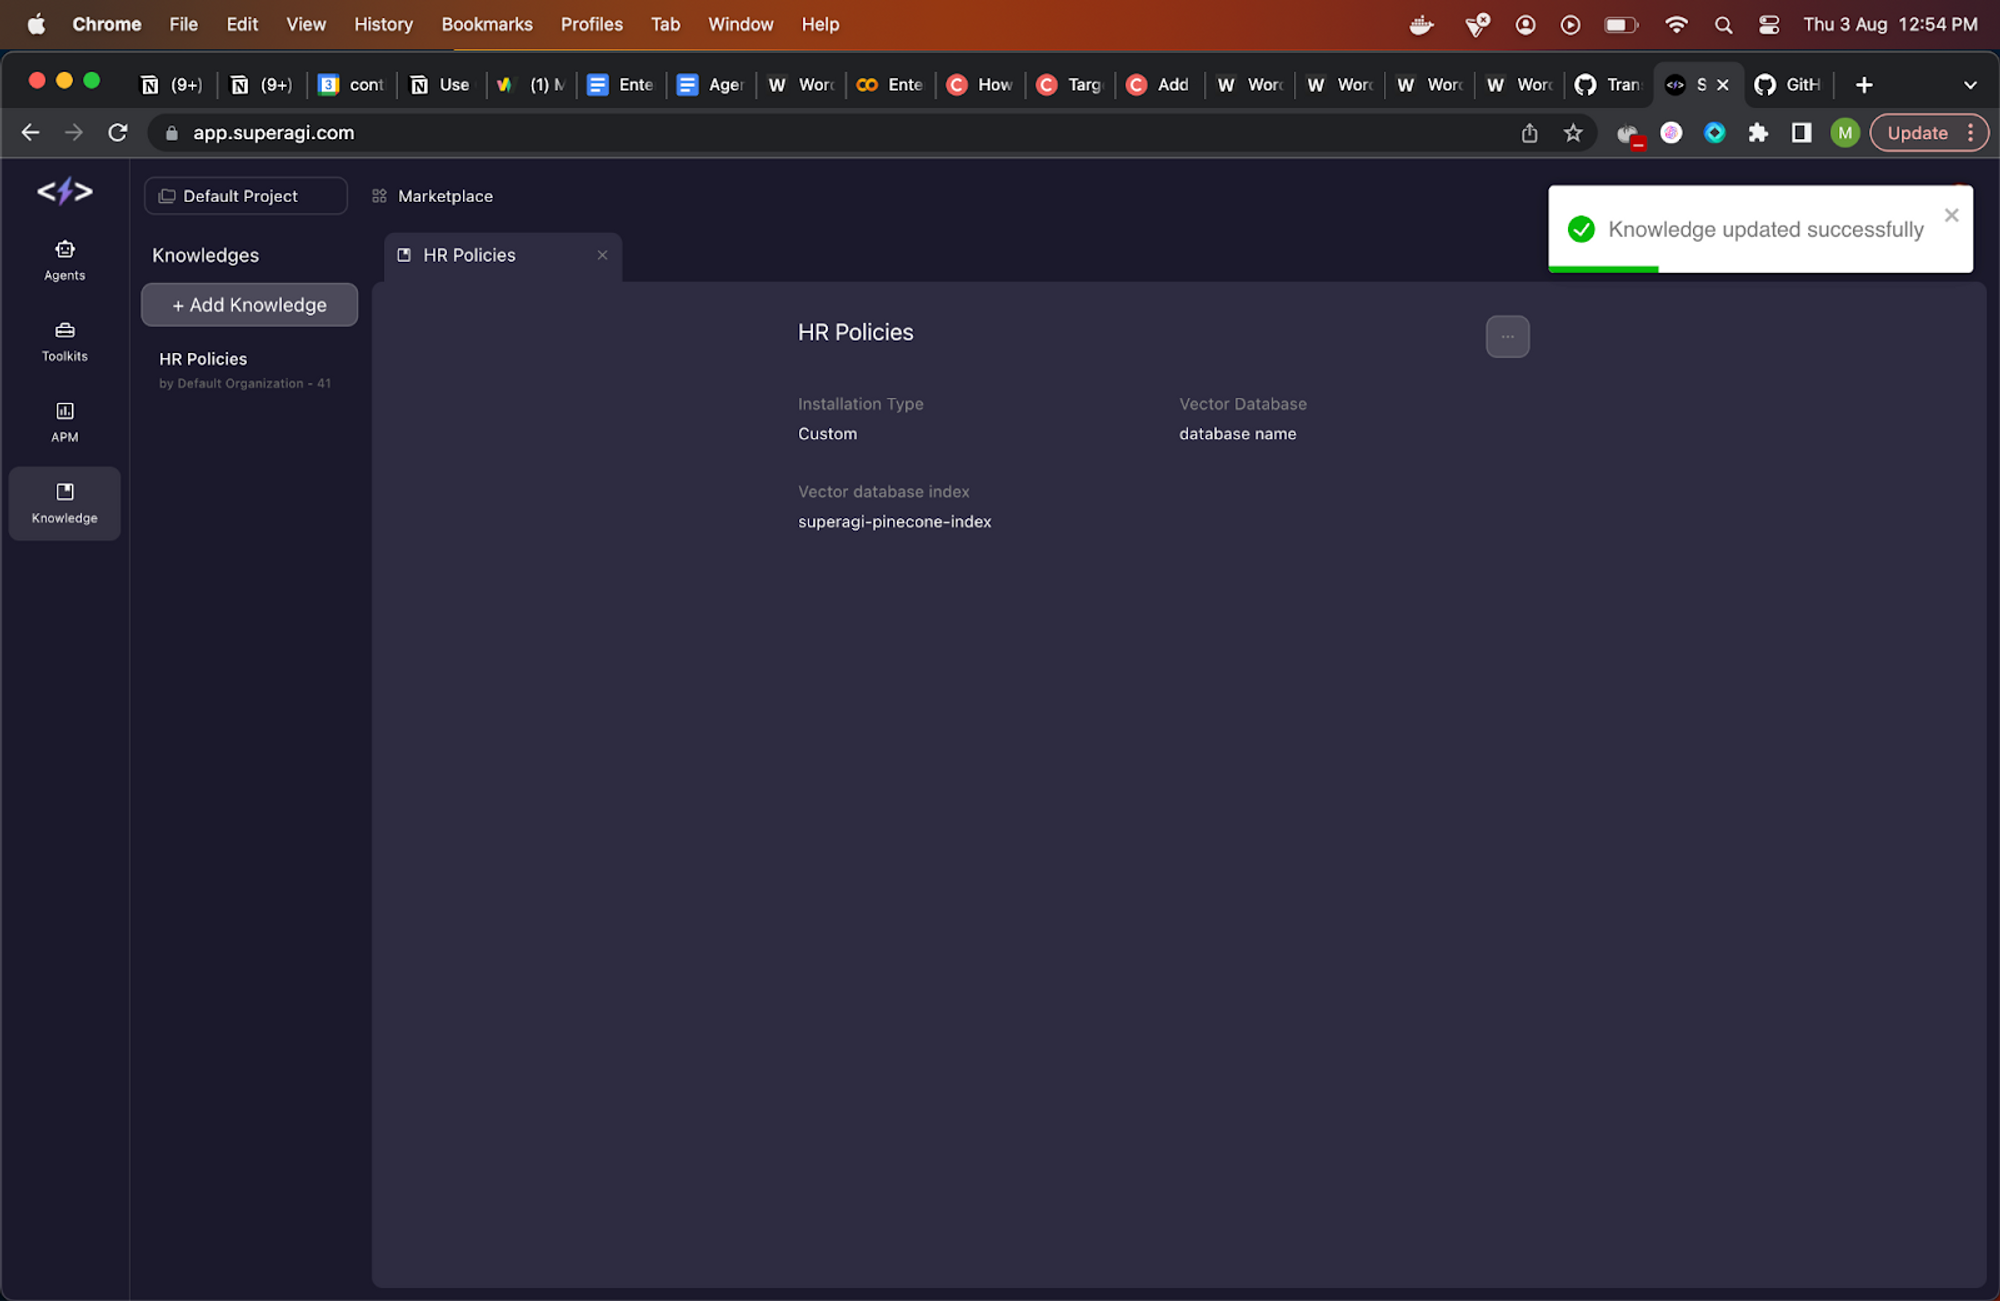 Chrome File Edit View History Bookmarks Profiles Tab Window Help Thu 3 Aug 12:54 PM
(9+) (9+) 3 cont Use (1) M Ente Ager Worc Ente How Targ Add Worc Worc Worc Worc Tran S GitH
app.superagi.com M Update
Default Project Marketplace
Knowledge updated successfully
Agents
Toolkits
APM
Knowledge
Knowledges
+ Add Knowledge
HR Policies
by Default Organization - 41
HR Policies
HR Policies
Installation Type Vector Database
Custom database name
Vector database index
superagi-pinecone-index